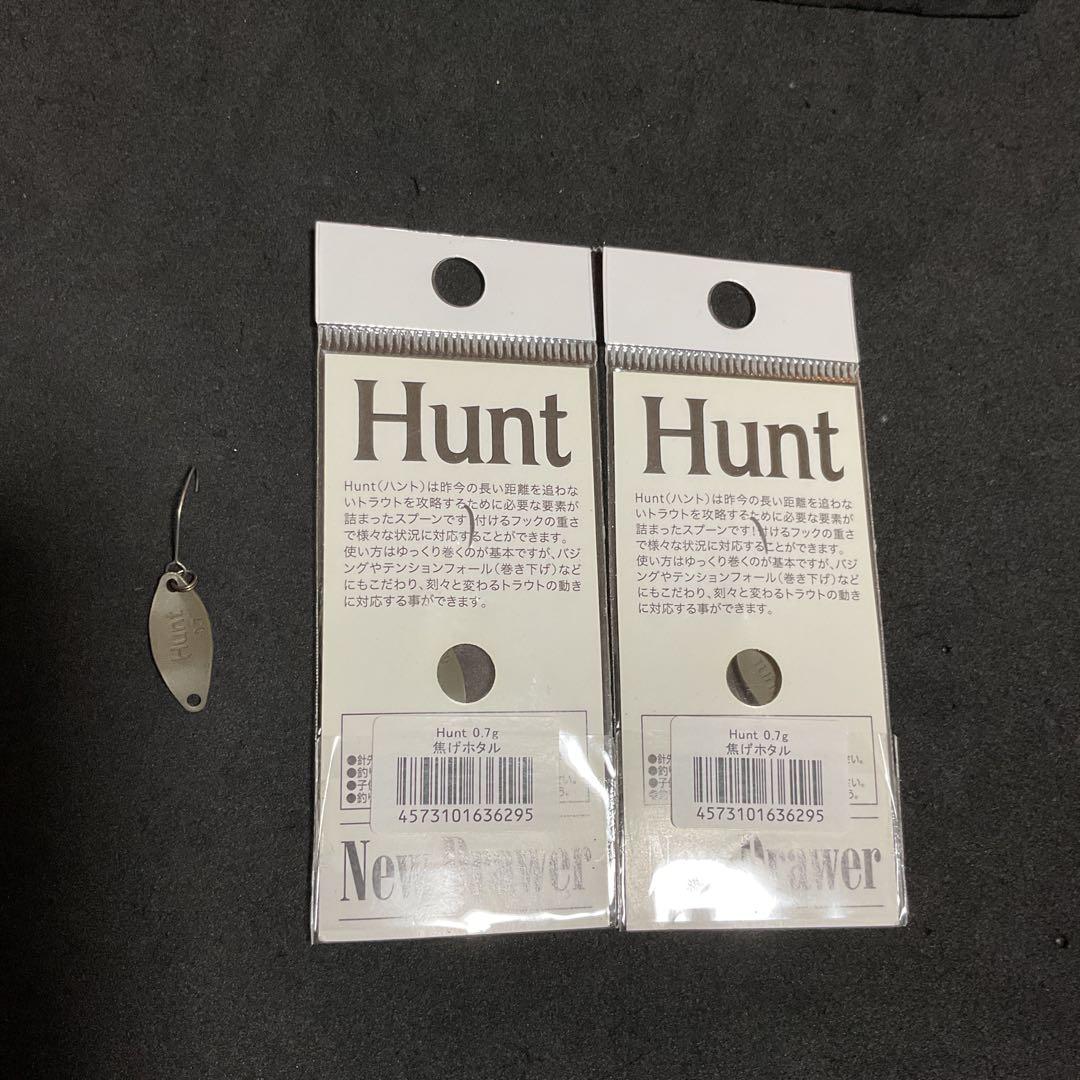 Hunt
Hunt(ハント)は昨今の長い距離を追わな
いトラウトを攻略するために必要な要素が
詰まったスプーンです!付けるフックの重さ
で様々な状況に対応することができます。
使い方はゆっくり巻くのが基本ですが、バジ
ングやテンションフォール(巻き下げ)など
にもこだわり、刻々と変わるトラウトの動き
に対応する事ができます。
Hunt 0.7g
焦げホタル
4573101636295
New Drawer
Hunt
Hunt(ハント)は昨今の長い距離を追わな
いトラウトを攻略するために必要な要素が
詰まったスプーンです!付けるフックの重さ
で様々な状況に対応することができます。
使い方はゆっくり巻くのが基本ですが、バジ
ングやテンションフォール(巻き下げ)など
にもこだわり、刻々と変わるトラウトの動き
に対応する事ができます。
Hunt 0.7g
焦げホタル
4573101636295
Drawer
Hunt